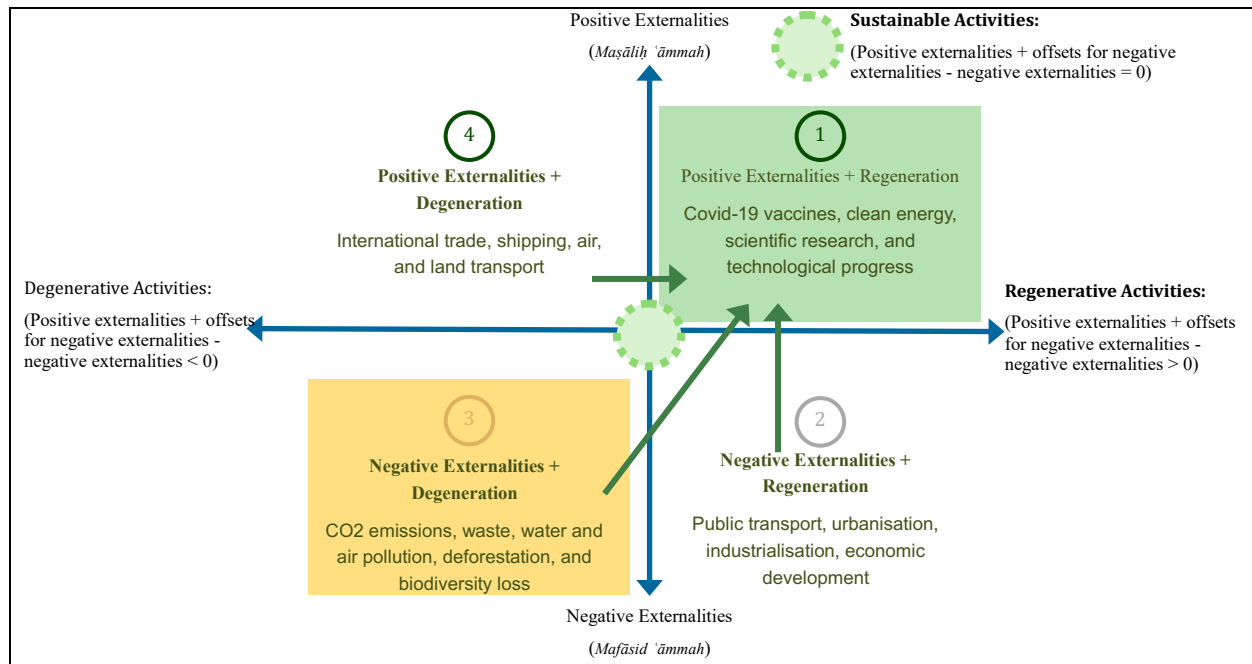 Positive Externalities
(Maṣāliḥ ʿāmmah)
Sustainable Activities:
(Positive externalities + offsets for negative
externalities - negative externalities = 0)
4
Positive Externalities +
Degeneration
International trade, shipping, air,
and land transport
1
Positive Externalities + Regeneration
Covid-19 vaccines, clean energy,
scientific research, and
technological progress
Degenerative Activities:
(Positive externalities + offsets
for negative externalities -
negative externalities < 0)
Regenerative Activities:
(Positive externalities + offsets
for negative externalities -
negative externalities > 0)
3
Negative Externalities +
Degeneration
CO2 emissions, waste, water and
air pollution, deforestation, and
biodiversity loss
2
Negative Externalities +
Regeneration
Public transport, urbanisation,
industrialisation, economic
development
Negative Externalities
(Mafāsid ʿāmmah)